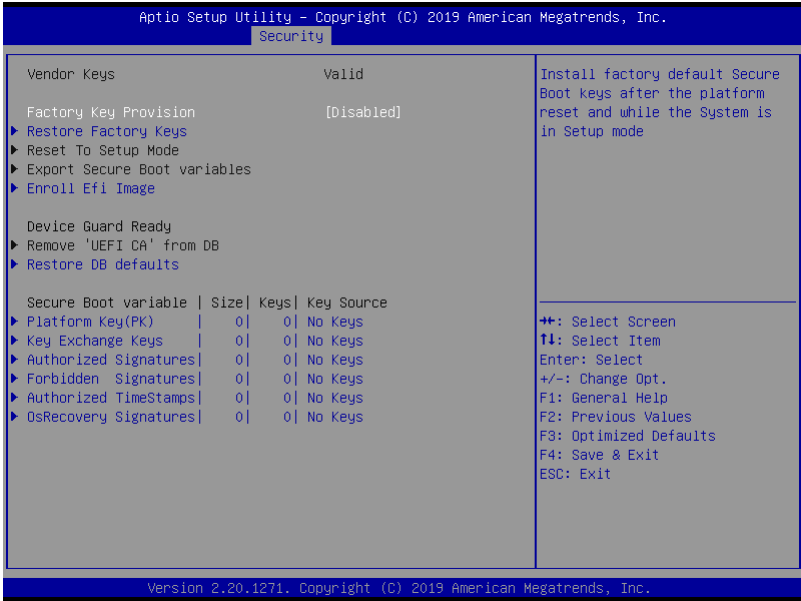 Aptio Setup Utility – Copyright (C) 2019 American Megatrends, Inc.
Security
Vendor Keys Valid
Factory Key Provision [Disabled]
▶ Restore Factory Keys
▶ Reset To Setup Mode
▶ Export Secure Boot variables
▶ Enroll Efi Image
Device Guard Ready
▶ Remove 'UEFI CA' from DB
▶ Restore DB defaults
Secure Boot variable | Size| Keys| Key Source
▶ Platform Key(PK) | 0| 0| No Keys
▶ Key Exchange Keys | 0| 0| No Keys
▶ Authorized Signatures| 0| 0| No Keys
▶ Forbidden Signatures| 0| 0| No Keys
▶ Authorized TimeStamps| 0| 0| No Keys
▶ OsRecovery Signatures| 0| 0| No Keys
Install factory default Secure
Boot keys after the platform
reset and while the System is
in Setup mode
→←: Select Screen
↑↓: Select Item
Enter: Select
+/-: Change Opt.
F1: General Help
F2: Previous Values
F3: Optimized Defaults
F4: Save & Exit
ESC: Exit
Version 2.20.1271. Copyright (C) 2019 American Megatrends, Inc.